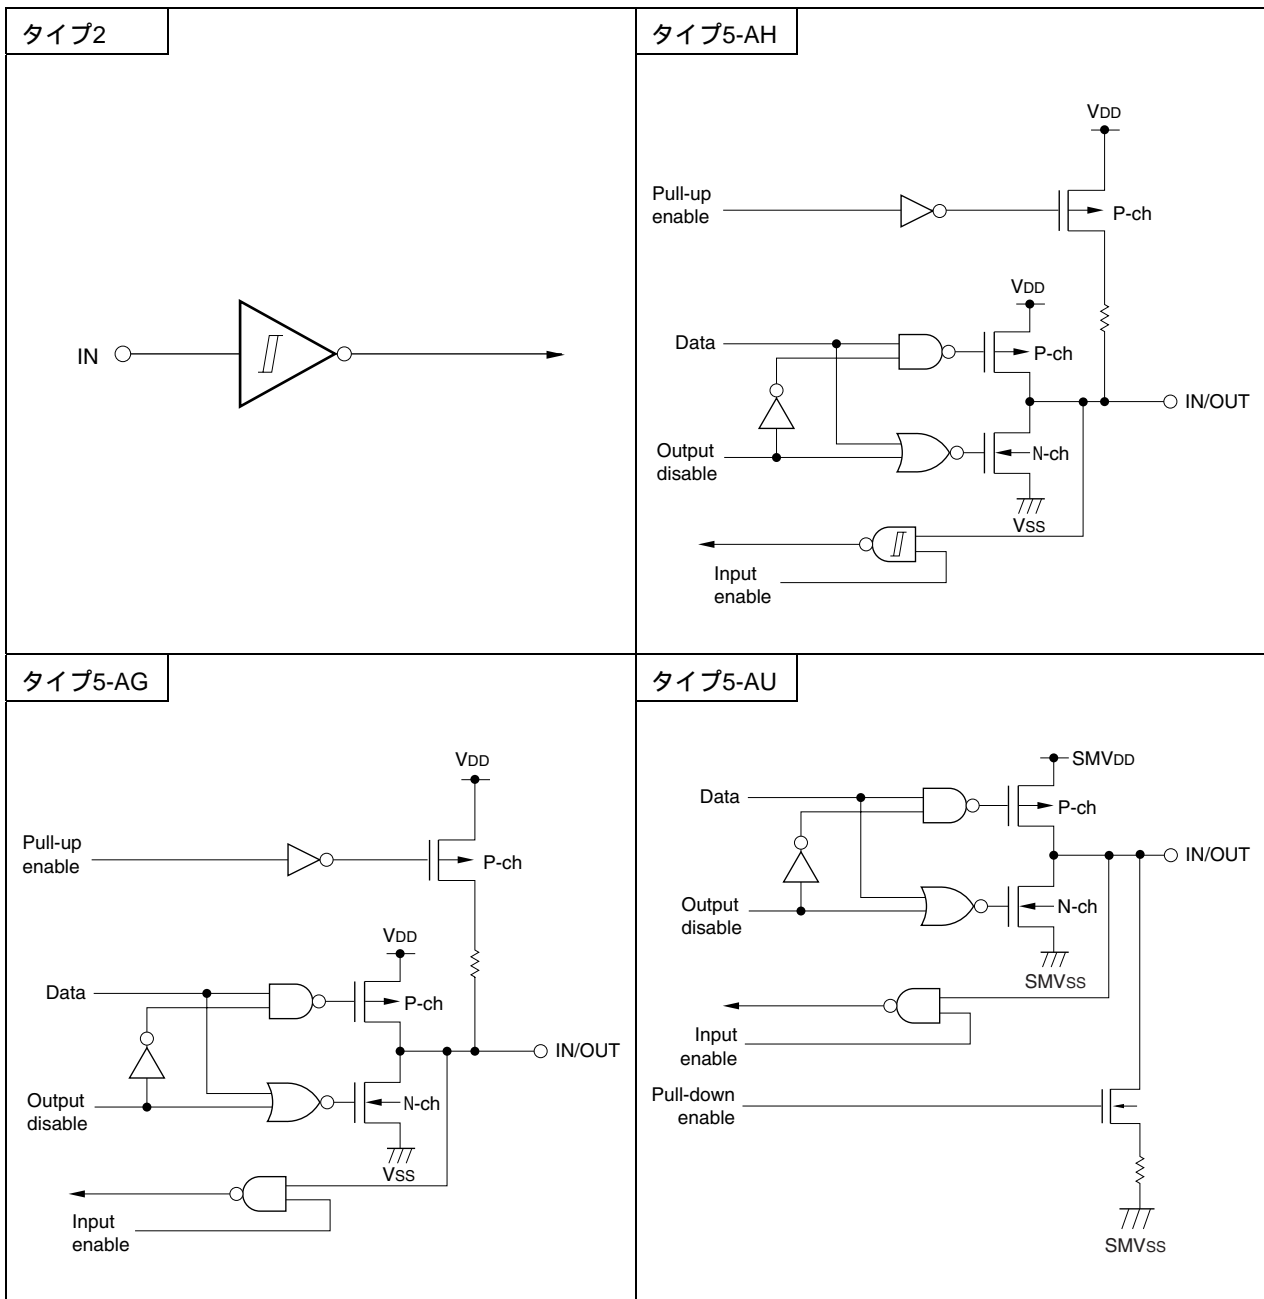 タイプ2
IN
タイプ5-AH
VDD
Pull-up
enable
P-ch
VDD
Data
P-ch
IN/OUT
Output
disable
N-ch
VSS
Input
enable
タイプ5-AG
VDD
Pull-up
enable
P-ch
VDD
Data
P-ch
IN/OUT
Output
disable
N-ch
VSS
Input
enable
タイプ5-AU
SMVDD
Data
P-ch
IN/OUT
Output
disable
N-ch
SMVSS
Input
enable
Pull-down
enable
SMVSS